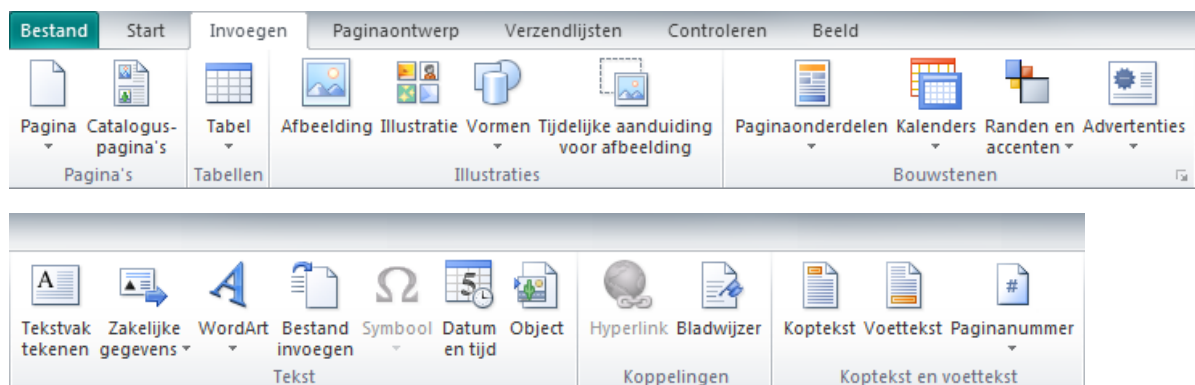 Bestand Start Invoegen Paginaontwerp Verzendlijsten Controleren Beeld
Pagina Catalogus- Tabel Afbeelding Illustratie Vormen Tijdelijke aanduiding Paginaonderdelen Kalenders Randen en Advertenties
pagina's voor afbeelding accenten
Pagina's Tabellen Illustraties Bouwstenen
A 5 #
Tekstvak Zakelijke WordArt Bestand Symbool Datum Object Hyperlink Bladwijzer Koptekst Voettekst Paginanummer
tekenen gegevens invoegen en tijd
Tekst Koppelingen Koptekst en voettekst